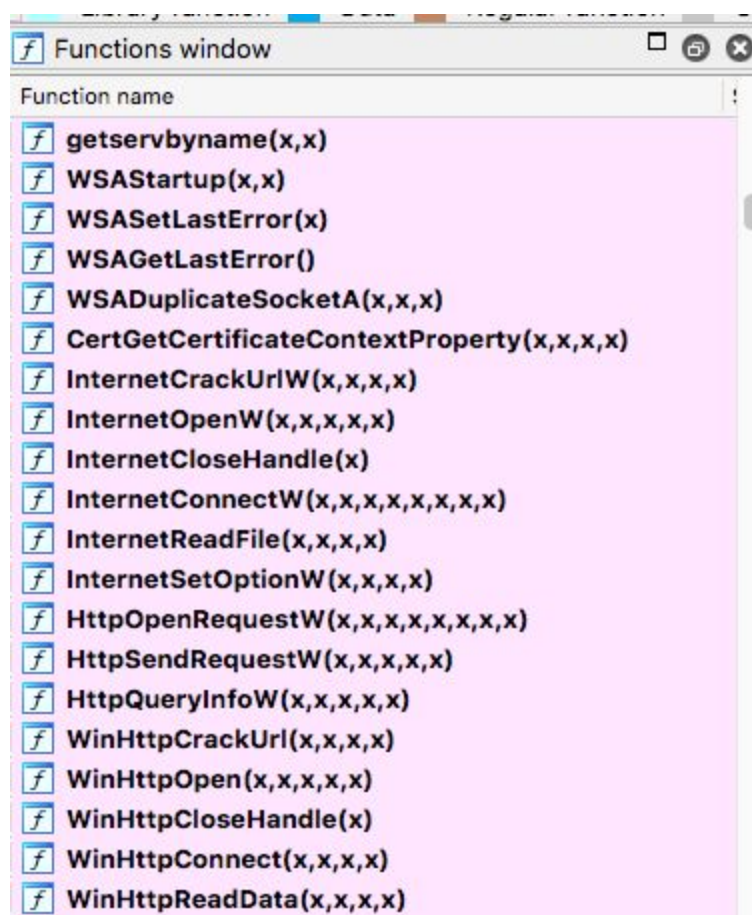 Functions window
Function name
getservbyname(x,x)
WSAStartup(x,x)
WSASetLastError(x)
WSAGetLastError()
WSADuplicateSocketA(x,x,x)
CertGetCertificateContextProperty(x,x,x,x)
InternetCrackUrlW(x,x,x,x)
InternetOpenW(x,x,x,x,x)
InternetCloseHandle(x)
InternetConnectW(x,x,x,x,x,x,x,x)
InternetReadFile(x,x,x,x)
InternetSetOptionW(x,x,x,x)
HttpOpenRequestW(x,x,x,x,x,x,x,x)
HttpSendRequestW(x,x,x,x,x)
HttpQueryInfoW(x,x,x,x,x)
WinHttpCrackUrl(x,x,x,x)
WinHttpOpen(x,x,x,x,x)
WinHttpCloseHandle(x)
WinHttpConnect(x,x,x,x)
WinHttpReadData(x,x,x,x)